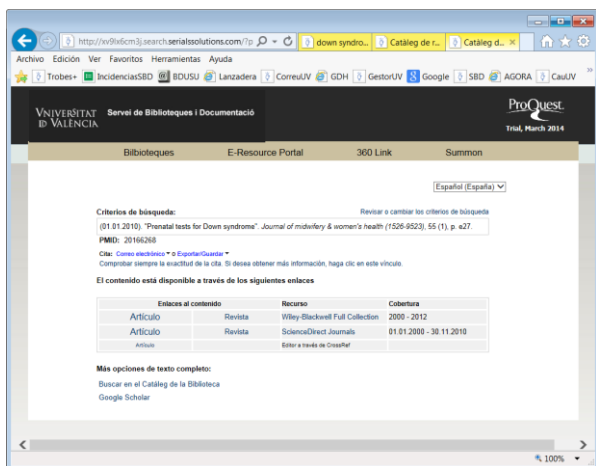 http://xv9lx6cm3j.search.serialssolutions.com/?p
down syndro...
Catàleg de r...
Catàleg d...
Archivo Edición Ver Favoritos Herramientas Ayuda
Trobes+ IncidenciasSBD BDUSU Lanzadera CorreuUV GDH GestorUV Google SBD AGORA CauUV
VNIVERSITAT ID VALÈNCIA
Servei de Biblioteques i Documentació
ProQuest.
Trial, March 2014
Bilbioteques E-Resource Portal 360 Link Summon
Español (España)
Criterios de búsqueda: Revisar o cambiar los criterios de búsqueda
(01.01.2010). "Prenatal tests for Down syndrome". Journal of midwifery & women's health (1526-9523), 55 (1), p. e27.
PMID: 20166268
Cita: Correo electrónico o Exportar/Guardar
Comprobar siempre la exactitud de la cita. Si desea obtener más información, haga clic en este vínculo.
El contenido está disponible a través de los siguientes enlaces
Enlaces al contenido Recurso Cobertura
Artículo Revista Wiley-Blackwell Full Collection 2000 - 2012
Artículo Revista ScienceDirect Journals 01.01.2000 - 30.11.2010
Artículo Editor a través de CrossRef
Más opciones de texto completo:
Buscar en el Catàleg de la Biblioteca
Google Scholar
100%